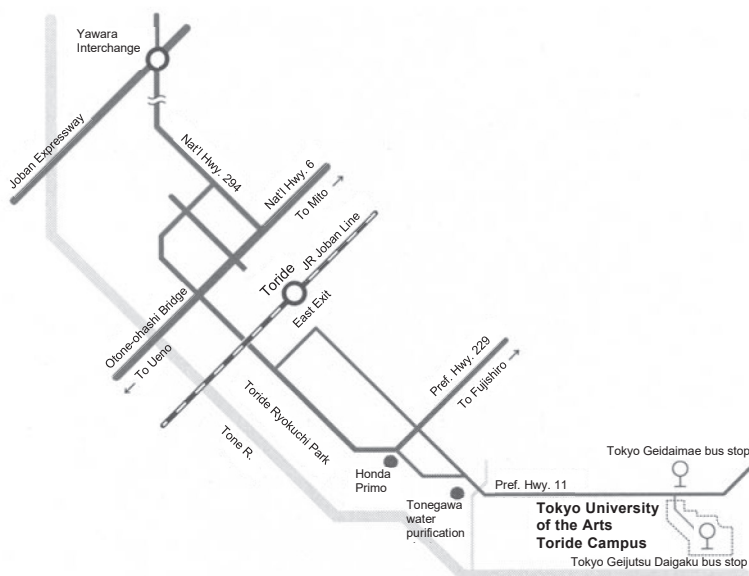 Yawara
Interchange
Joban Expressway
Nat'l Hwy. 294
Nat'l Hwy. 6
To Mito →
JR Joban Line
Toride
East Exit
Otone-ohashi Bridge
← To Ueno
Pref. Hwy. 229
To Fujishiro →
Toride Ryokuchi Park
Tone R.
Honda
Primo
Tonegawa
water
purification
Pref. Hwy. 11
Tokyo Geidaimae bus stop
Tokyo University
of the Arts
Toride Campus
Tokyo Geijutsu Daigaku bus stop